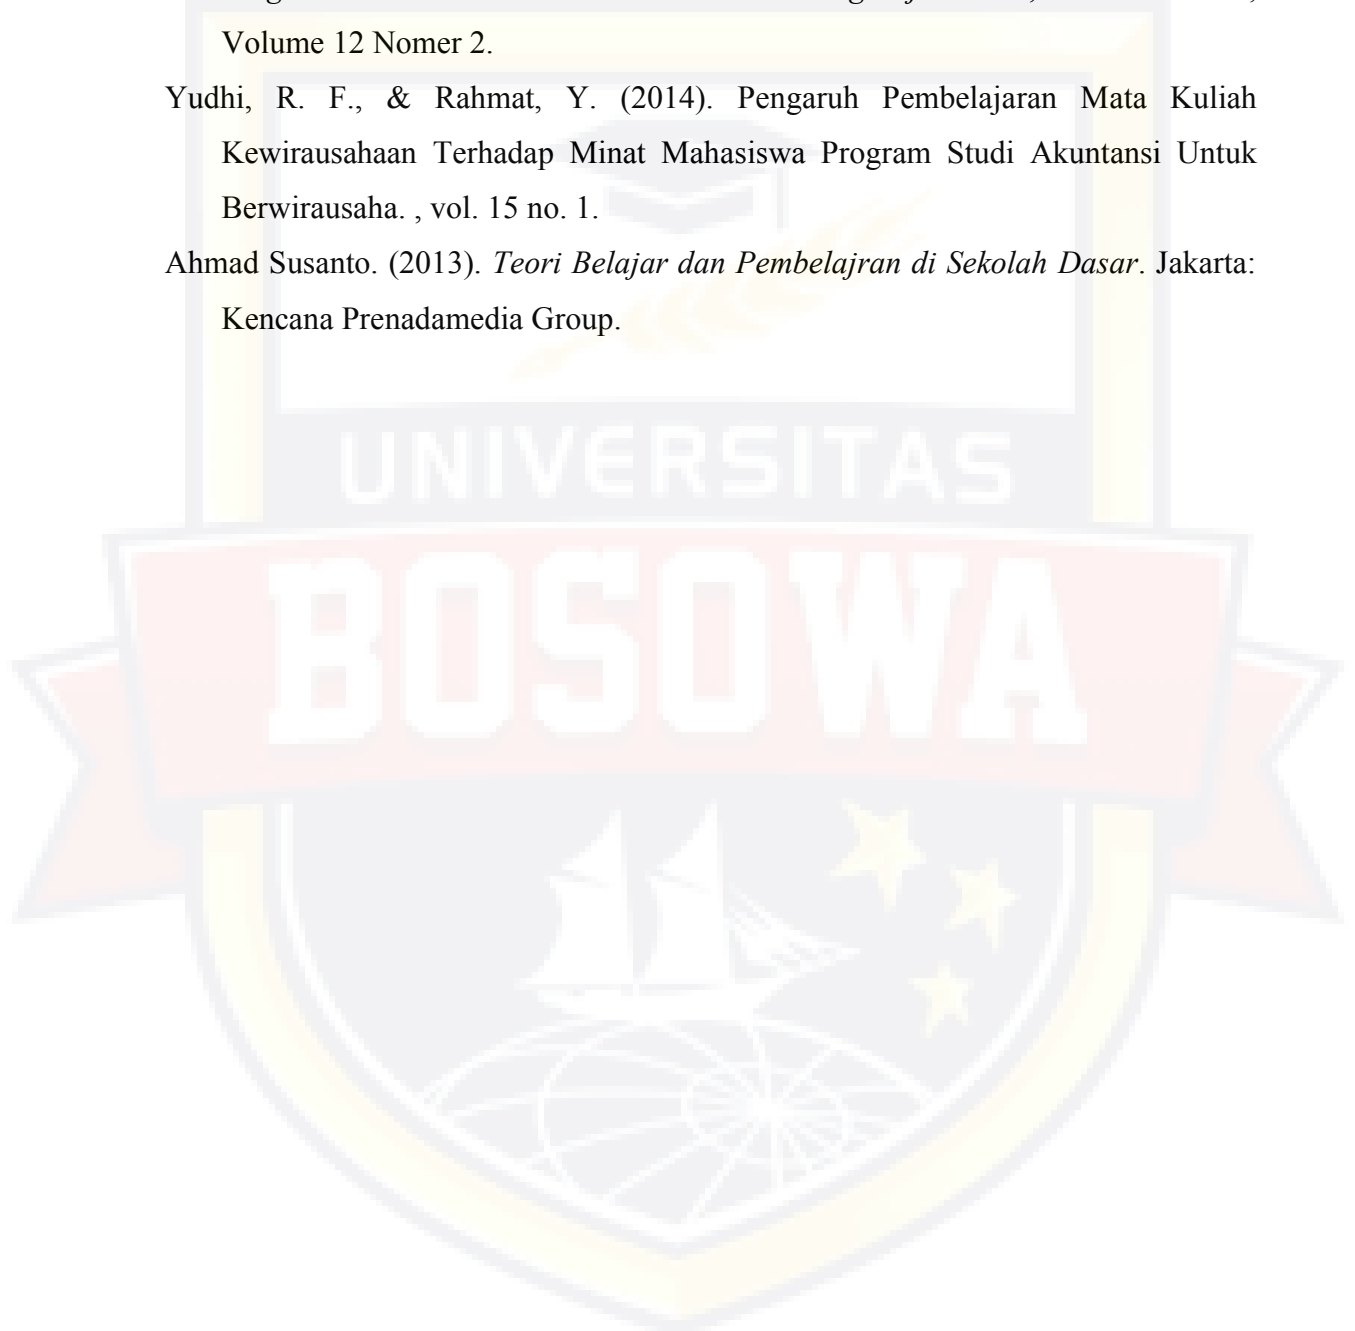 Volume 12 Nomer 2.
Yudhi, R. F., & Rahmat, Y. (2014). Pengaruh Pembelajaran Mata Kuliah
Kewirausahaan Terhadap Minat Mahasiswa Program Studi Akuntansi Untuk
Berwirausaha. , vol. 15 no. 1.
Ahmad Susanto. (2013). Teori Belajar dan Pembelajran di Sekolah Dasar. Jakarta:
Kencana Prenadamedia Group.
UNIVERSITAS
BOSOWA